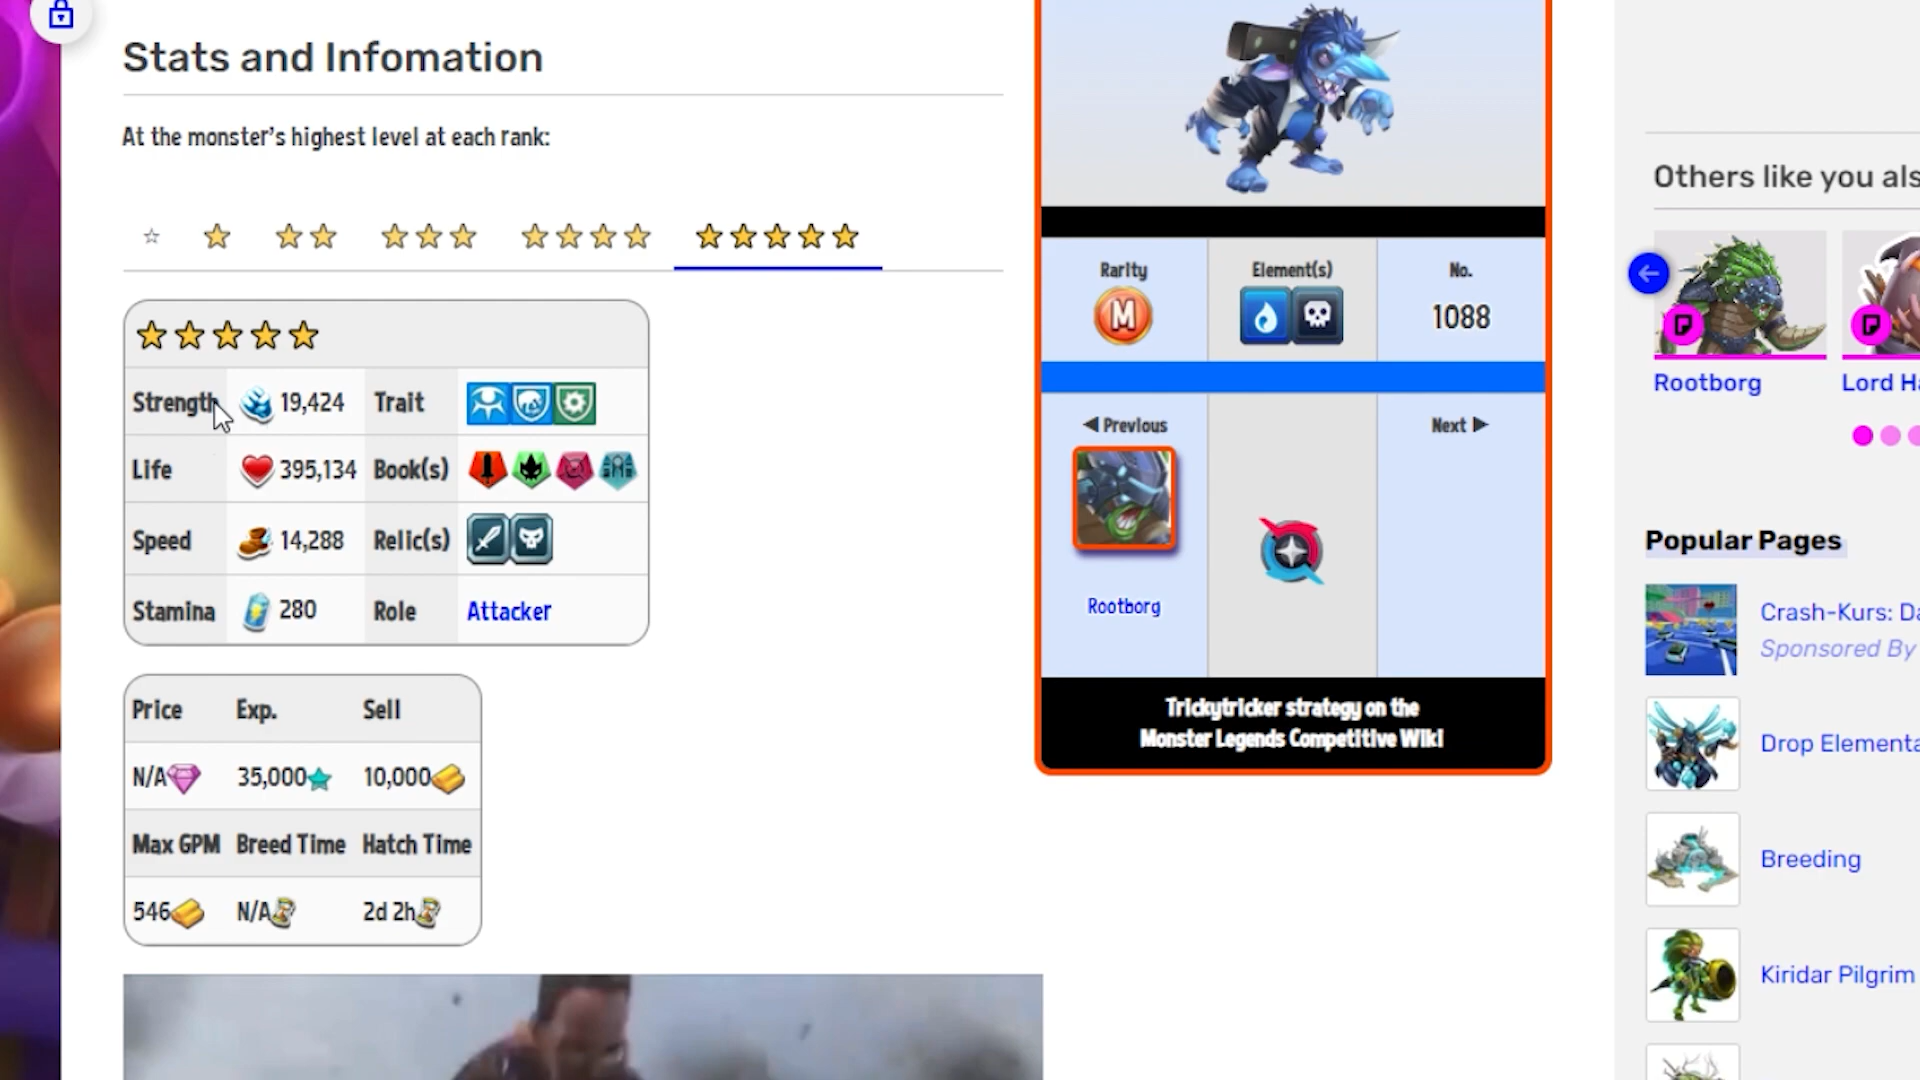 Stats and Infomation
At the monster's highest level at each rank:
Strength 19,424 Trait
Life 395,134 Book(s)
Speed 14,288 Relic(s)
Stamina 280 Role Attacker
Price Exp. Sell
N/A 35,000 10,000
Max GPM Breed Time Hatch Time
546 N/A 2d 2h
Rarity Element(s) No.
M 1088
Previous Next
Rootborg
Trickytricker strategy on the
Monster Legends Competitive Wiki
Others like you als
Rootborg Lord Ha
Popular Pages
Crash-Kurs: Da
Sponsored By
Drop Elementa
Breeding
Kiridar Pilgrim